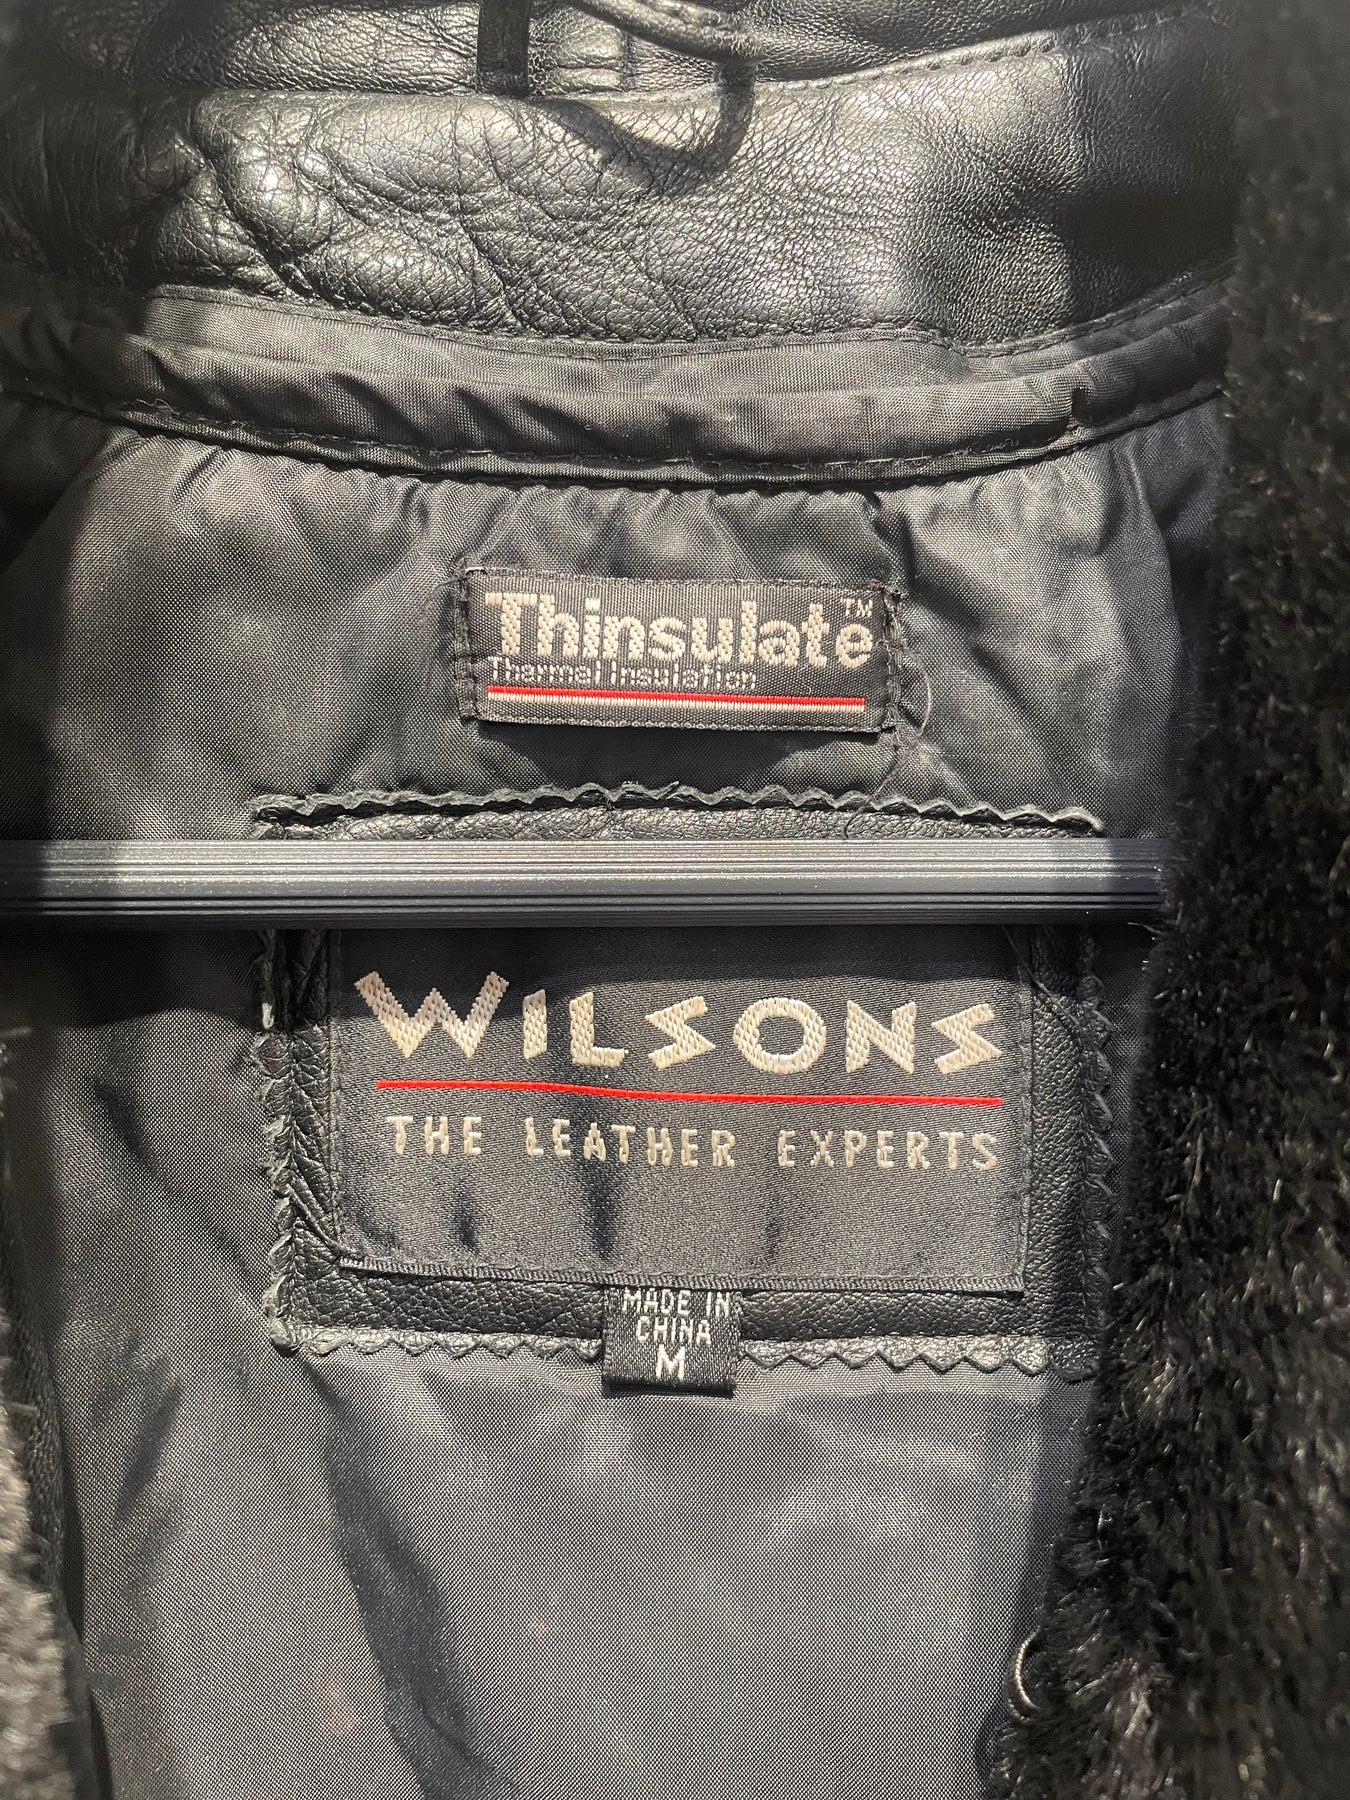 Thinsulate™
Thermal Insulation
WILSONS
THE LEATHER EXPERTS
MADE IN
CHINA
M